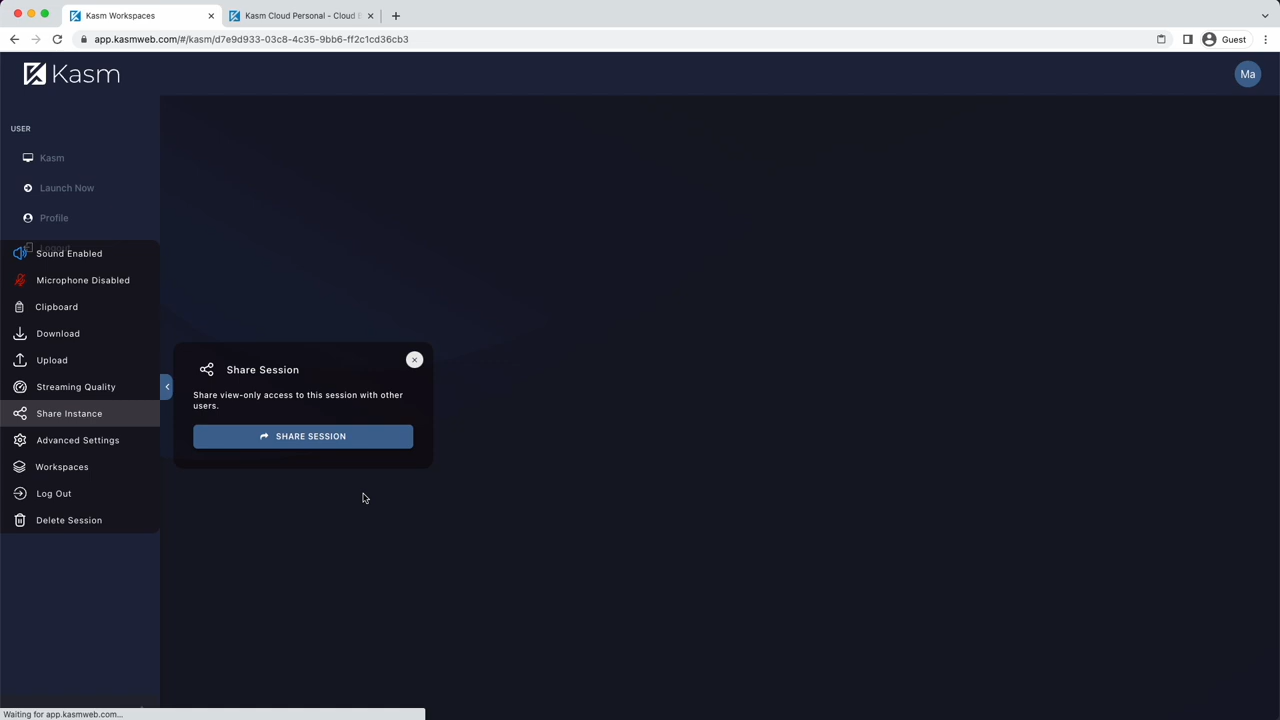 Kasm Workspaces
Kasm Cloud Personal - Cloud
app.kasmweb.com/#/kasm/d7e9d933-03c8-4c35-9bb6-ff2c1cd36cb3
Guest
Kasm
Ma
USER
Kasm
Launch Now
Profile
Logout
Sound Enabled
Microphone Disabled
Clipboard
Download
Upload
Streaming Quality
Share Instance
Advanced Settings
Workspaces
Log Out
Delete Session
Share Session
Share view-only access to this session with other
users.
SHARE SESSION
Waiting for app.kasmweb.com...